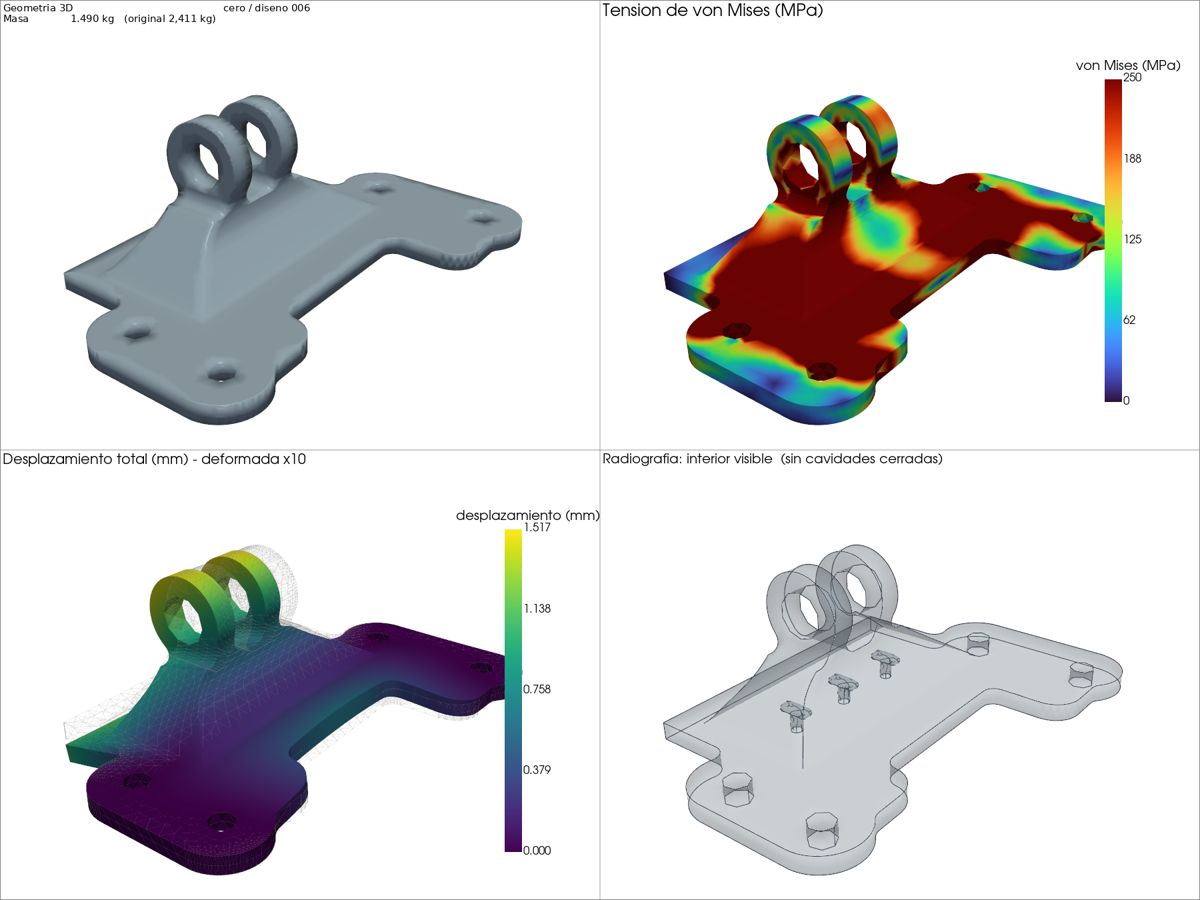 Geometria 3D cero / diseno 006
Masa 1.490 kg (original 2,411 kg)
Tension de von Mises (MPa)
von Mises (MPa)
250
188
125
62
0
Desplazamiento total (mm) - deformada x10
desplazamiento (mm)
1.517
1.138
0.758
0.379
0.000
Radiografia: interior visible (sin cavidades cerradas)